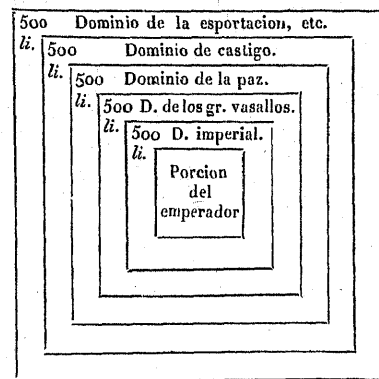 500 Dominio de la esportacion, etc.
li. 500 Dominio de castigo.
li. 500 Dominio de la paz.
li. 500 D. de los gr. vasallos.
li. 500 D. imperial.
li.
Porcion
del
emperador